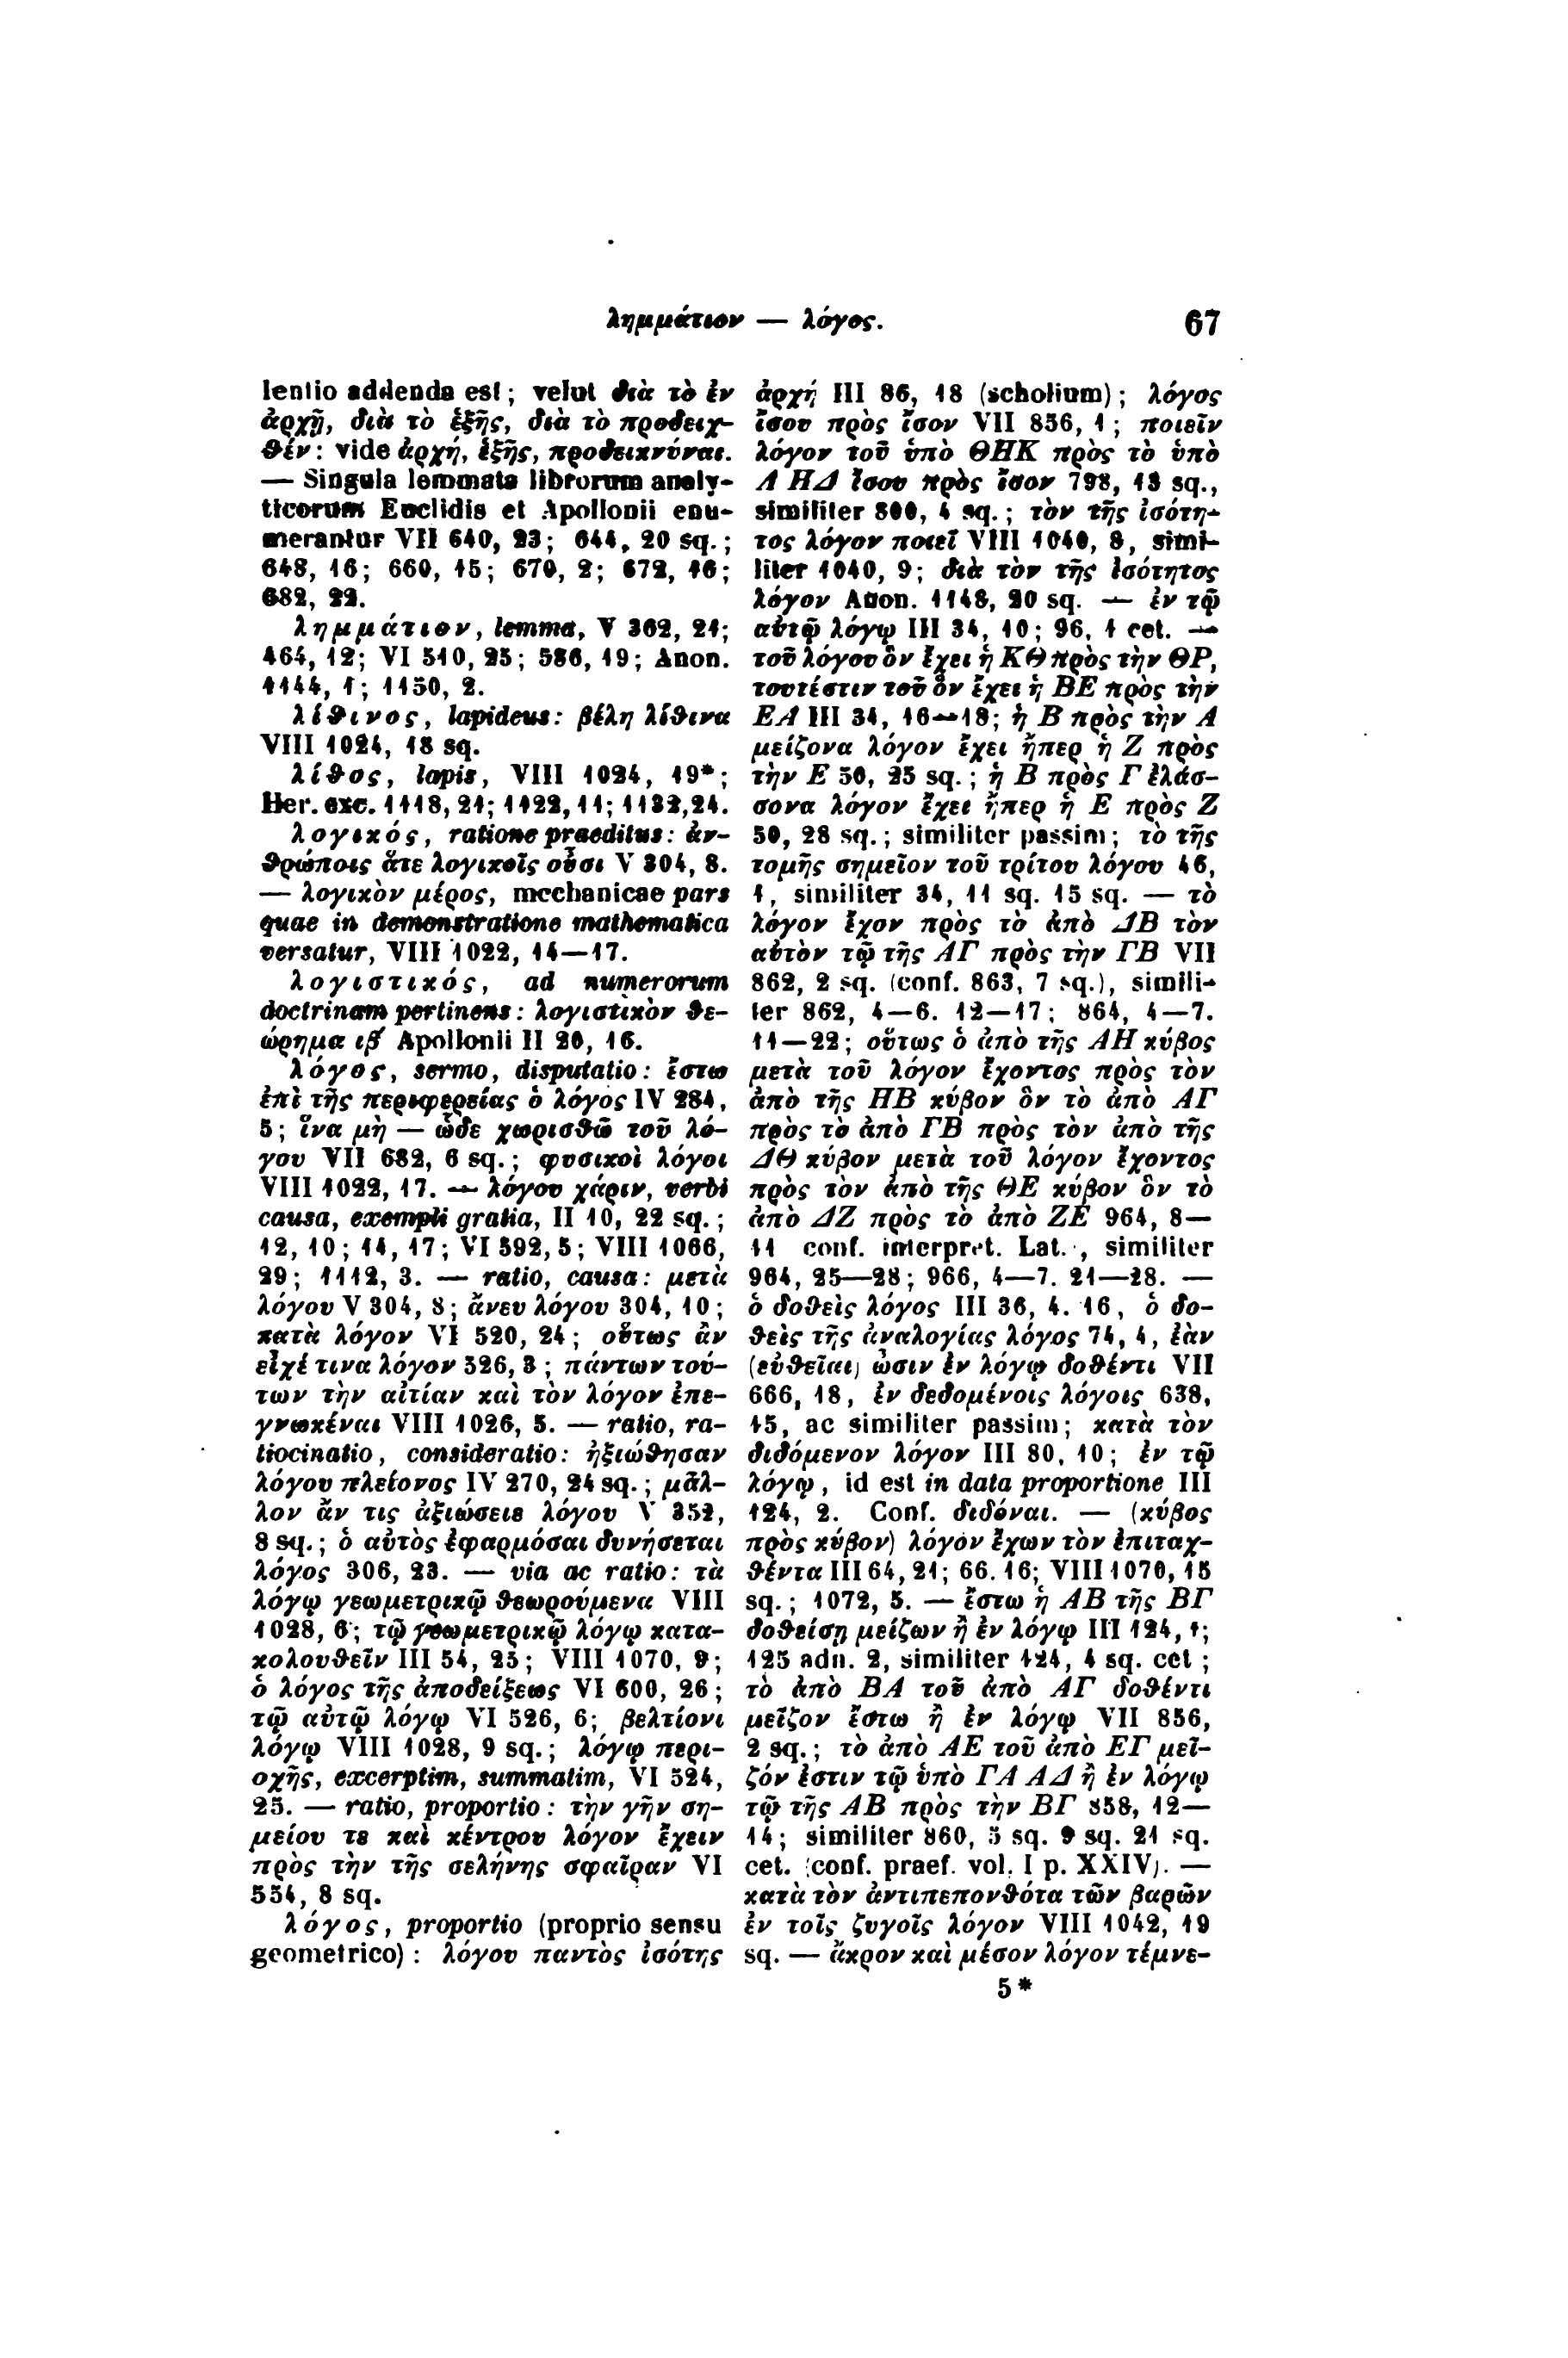 λημμάτιον — λόγος. 67
tentio addenda est; velut διὰ τὸ ἐν
ἀρχῇ, διὰ τὸ ἑξῆς, διὰ τὸ προδειχ-
θέν: vide ἀρχή, ἑξῆς, προδεικνύναι.
— Singula lemmata librorum analy-
ticorum Euclidis et Apollonii enu-
merantur VII 640, 23; 644, 20 sq.;
648, 16; 660, 15; 670, 2; 672, 16;
682, 22.
λημμάτιον, lemma, V 362, 21;
464, 12; VI 510, 25; 586, 19; Anon.
1144, 1; 1150, 2.
λίθινος, lapideus: βέλη λίθινα
VIII 1024, 18 sq.
λίθος, lapis, VIII 1024, 19*;
Her. exc. 1118, 21; 1122, 11; 1132, 24.
λογικός, ratione praeditus: ἀν-
θρώποις ἅτε λογικοῖς οὖσι V 304, 8.
— λογικὸν μέρος, mechanicae pars
quae in demonstratione mathematica
versatur, VIII 1022, 14—17.
λογιστικός, ad numerorum
doctrinam pertinens: λογιστικὸν θε-
ώρημα ιβʹ Apollonii II 20, 16.
λόγος, sermo, disputatio: ἔστω
ἐπὶ τῆς περιφερείας ὁ λόγος IV 284,
5; ἵνα μὴ — ὧδε χωρισθῶ τοῦ λό-
γου VII 682, 6 sq.; φυσικοὶ λόγοι
VIII 1022, 17. — λόγου χάριν, verbi
causa, exempli gratia, II 10, 22 sq.;
12, 10; 14, 17; VI 592, 5; VIII 1066,
29; 1112, 3. — ratio, causa: μετὰ
λόγου V 304, 8; ἄνευ λόγου 304, 10;
κατὰ λόγον VI 520, 24; οὕτως ἂν
εἶχέ τινα λόγον 526, 3; πάντων τού-
των τὴν αἰτίαν καὶ τὸν λόγον ἐπε-
γνωκέναι VIII 1026, 5. — ratio, ra-
tiocinatio, consideratio: ἠξιώθησαν
λόγου πλείονος IV 270, 24 sq.; μᾶλ-
λον ἄν τις ἀξιώσειε λόγου V 352,
8 sq.; ὁ αὐτὸς ἐφαρμόσαι δυνήσεται
λόγος 306, 23. — via ac ratio: τὰ
λόγῳ γεωμετρικῷ θεωρούμενα VIII
1028, 6; τῷ γεωμετρικῷ λόγῳ κατα-
κολουθεῖν III 54, 25; VIII 1070, 9;
ὁ λόγος τῆς ἀποδείξεως VI 600, 26;
τῷ αὐτῷ λόγῳ VI 526, 6; βελτίονι
λόγῳ VIII 1028, 9 sq.; λόγῳ περι-
οχῆς, excerptim, summatim, VI 524,
25. — ratio, proportio: τὴν γῆν ση-
μείου τε καὶ κέντρου λόγον ἔχειν
πρὸς τὴν τῆς σελήνης σφαῖραν VI
554, 8 sq.
λόγος, proportio (proprio sensu
geometrico): λόγου παντὸς ἰσότης
ἀρχή III 86, 18 (scholium); λόγος
ἴσου πρὸς ἴσον VII 856, 1; ποιεῖν
λόγον τοῦ ὑπὸ ΘΗΚ πρὸς τὸ ὑπὸ
ΛΗΔ ἴσου πρὸς ἴσον 798, 13 sq.,
similiter 800, 4 sq.; τὸν τῆς ἰσότη-
τος λόγον ποιεῖ VIII 1040, 8, simi-
liter 1040, 9; διὰ τὸν τῆς ἰσότητος
λόγον Anon. 1148, 20 sq. — ἐν τῷ
αὐτῷ λόγῳ III 34, 10; 96, 1 cet. —
τοῦ λόγου ὃν ἔχει ἡ ΚΘ πρὸς τὴν ΘΡ,
τουτέστιν τοῦ ὃν ἔχει ἡ ΒΕ πρὸς τὴν
ΕΛ III 34, 16—18; ἡ Β πρὸς τὴν Α
μείζονα λόγον ἔχει ἤπερ ἡ Ζ πρὸς
τὴν Ε 50, 25 sq.; ἡ Β πρὸς Γ ἐλάσ-
σονα λόγον ἔχει ἤπερ ἡ Ε πρὸς Ζ
50, 28 sq.; similiter passim; τὸ τῆς
τομῆς σημεῖον τοῦ τρίτου λόγου 46,
1, similiter 34, 11 sq. 15 sq. — τὸ
λόγον ἔχον πρὸς τὸ ἀπὸ ΔΒ τὸν
αὐτὸν τῷ τῆς ΑΓ πρὸς τὴν ΓΒ VII
862, 2 sq. (conf. 863, 7 sq.), simili-
ter 862, 4—6. 12—17; 864, 4—7.
11—22; οὕτως ὁ ἀπὸ τῆς ΑΗ κύβος
μετὰ τοῦ λόγον ἔχοντος πρὸς τὸν
ἀπὸ τῆς ΗΒ κύβον ὃν τὸ ἀπὸ ΑΓ
πρὸς τὸ ἀπὸ ΓΒ πρὸς τὸν ἀπὸ τῆς
ΔΘ κύβον μετὰ τοῦ λόγον ἔχοντος
πρὸς τὸν ἀπὸ τῆς ΘΕ κύβον ὃν τὸ
ἀπὸ ΔΖ πρὸς τὸ ἀπὸ ΖΕ 964, 8—
11 conf. interpret. Lat., similiter
964, 25—28; 966, 4—7. 21—28. —
ὁ δοθεὶς λόγος III 36, 4. 16, ὁ δο-
θεὶς τῆς ἀναλογίας λόγος 74, 4, ἐὰν
(εὐθεῖαι) ὦσιν ἐν λόγῳ δοθέντι VII
666, 18, ἐν δεδομένοις λόγοις 638,
15, ac similiter passim; κατὰ τὸν
διδόμενον λόγον III 80, 10; ἐν τῷ
λόγῳ, id est in data proportione III
124, 2. Conf. διδόναι. — (κύβος
πρὸς κύβον) λόγον ἔχων τὸν ἐπιταχ-
θέντα III 64, 21; 66. 16; VIII 1070, 15
sq.; 1072, 5. — ἔστω ἡ ΑΒ τῆς ΒΓ
δοθείσῃ μείζων ἢ ἐν λόγῳ III 124, 1;
125 adn. 2, similiter 124, 4 sq. cet;
τὸ ἀπὸ ΒΑ τοῦ ἀπὸ ΑΓ δοθέντι
μεῖζον ἔστω ἢ ἐν λόγῳ VII 856,
2 sq.; τὸ ἀπὸ ΑΕ τοῦ ἀπὸ ΕΓ μεῖ-
ζόν ἐστιν τῷ ὑπὸ ΓΑ ΑΔ ἢ ἐν λόγῳ
τῷ τῆς ΑΒ πρὸς τὴν ΒΓ 858, 12—
14; similiter 860, 5 sq. 9 sq. 21 sq.
cet. (conf. praef. vol. I p. XXIV). —
κατὰ τὸν ἀντιπεπονθότα τῶν βαρῶν
ἐν τοῖς ζυγοῖς λόγον VIII 1042, 19
sq. — ἄκρον καὶ μέσον λόγον τέμνε-
5*